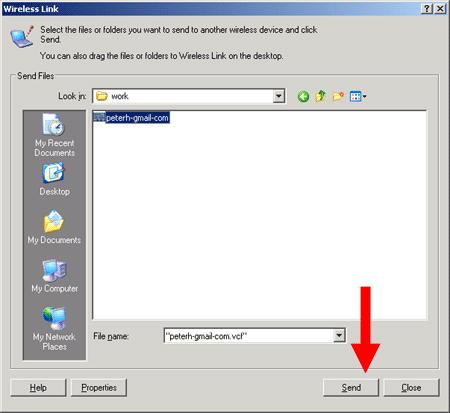 Wireless Link
Select the files or folders you want to send to another wireless device and click
Send.
You can also drag the files or folders to Wireless Link on the desktop.
Send Files
Look in: work
peterh-gmail-com
My Recent
Documents
Desktop
My Documents
My Computer
My Network
Places
File name: "peterh-gmail-com.vcf"
Help Properties Send Close